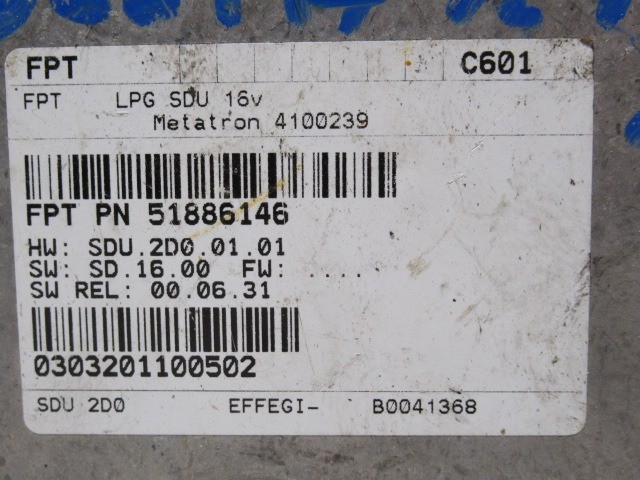 FPT C601
FPT LPG SDU 16v
Metatron 4100239
FPT PN 51886146
HW: SDU.2D0.01.01
SW: SD.16.00 FW: ....
SW REL: 00.06.31
0303201100502
SDU 2D0 EFFEGI- B0041368